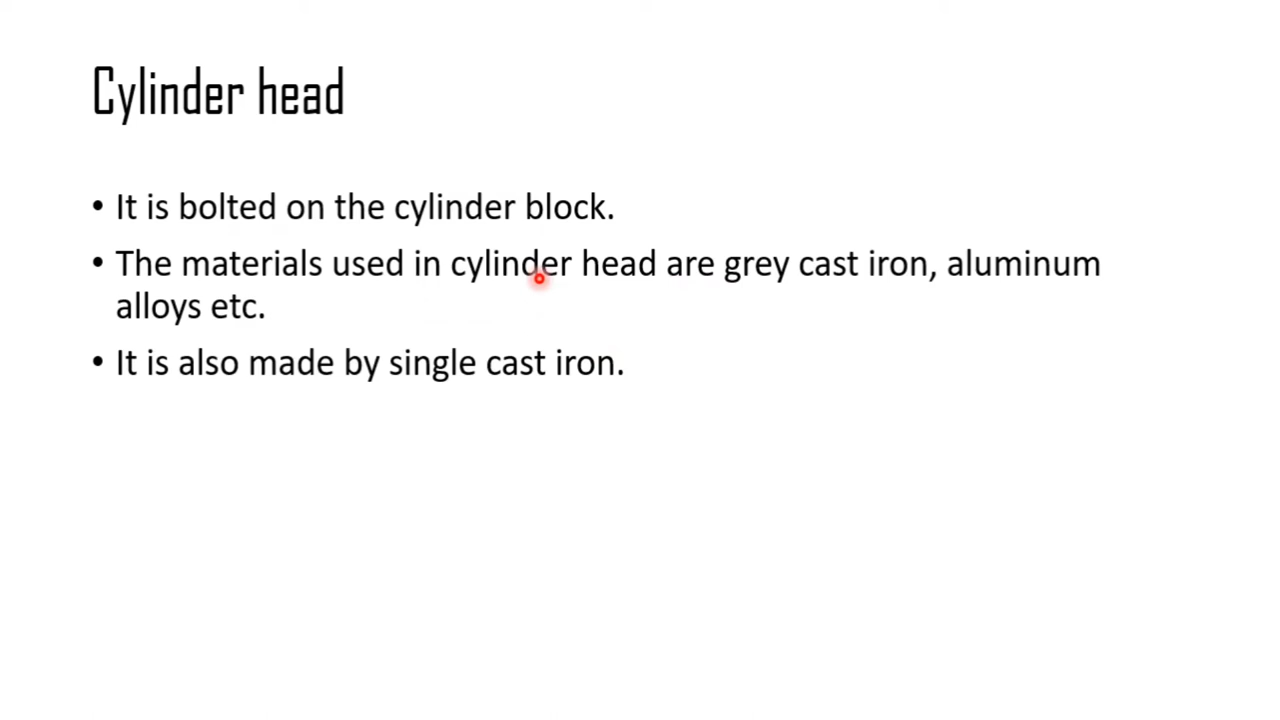 Cylinder head
• It is bolted on the cylinder block.
• The materials used in cylinder head are grey cast iron, aluminum
alloys etc.
• It is also made by single cast iron.